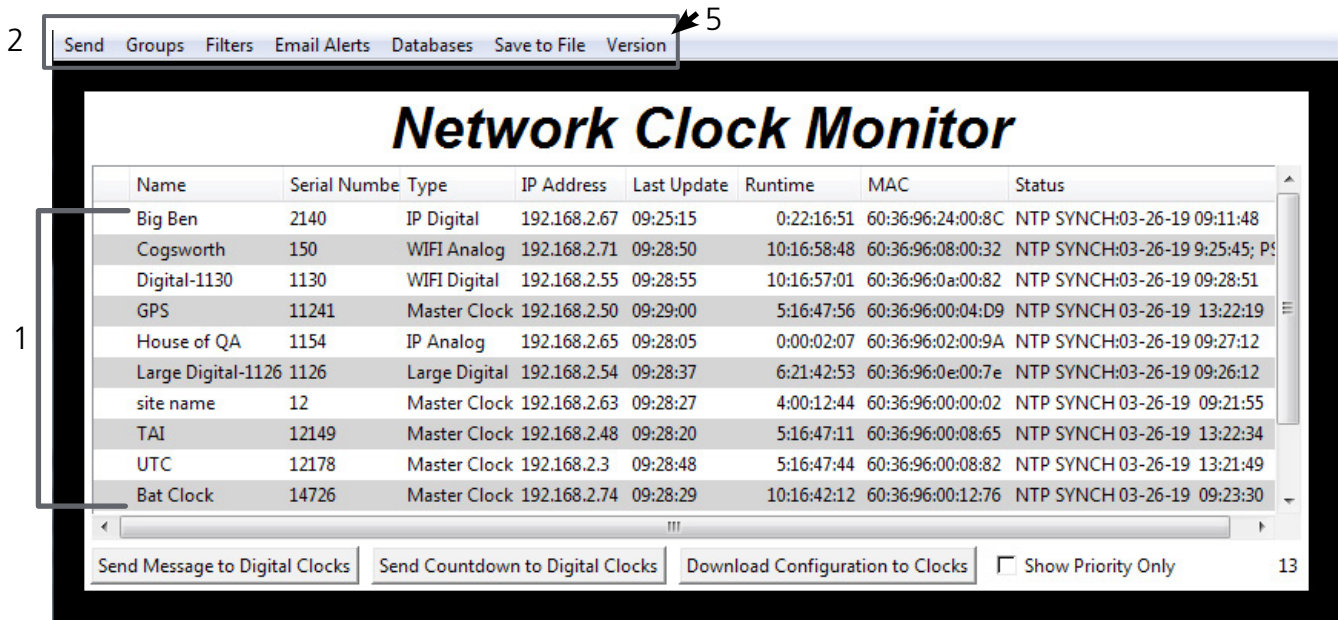 5
2
Send Groups Filters Email Alerts Databases Save to File Version
Network Clock Monitor
Name Serial Numbe Type IP Address Last Update Runtime MAC Status
Big Ben 2140 IP Digital 192.168.2.67 09:25:15 0:22:16:51 60:36:96:24:00:8C NTP SYNCH:03-26-19 09:11:48
Cogsworth 150 WIFI Analog 192.168.2.71 09:28:50 10:16:58:48 60:36:96:08:00:32 NTP SYNCH:03-26-19 9:25:45; PS
Digital-1130 1130 WIFI Digital 192.168.2.55 09:28:55 10:16:57:01 60:36:96:0a:00:82 NTP SYNCH:03-26-19 09:28:51
GPS 11241 Master Clock 192.168.2.50 09:29:00 5:16:47:56 60:36:96:00:04:D9 NTP SYNCH 03-26-19 13:22:19
1
House of QA 1154 IP Analog 192.168.2.65 09:28:05 0:00:02:07 60:36:96:02:00:9A NTP SYNCH:03-26-19 09:27:12
Large Digital-1126 1126 Large Digital 192.168.2.54 09:28:37 6:21:42:53 60:36:96:0e:00:7e NTP SYNCH:03-26-19 09:26:12
site name 12 Master Clock 192.168.2.63 09:28:27 4:00:12:44 60:36:96:00:00:02 NTP SYNCH 03-26-19 09:21:55
TAI 12149 Master Clock 192.168.2.48 09:28:20 5:16:47:11 60:36:96:00:08:65 NTP SYNCH 03-26-19 13:22:34
UTC 12178 Master Clock 192.168.2.3 09:28:48 5:16:47:44 60:36:96:00:08:82 NTP SYNCH 03-26-19 13:21:49
Bat Clock 14726 Master Clock 192.168.2.74 09:28:29 10:16:42:12 60:36:96:00:12:76 NTP SYNCH 03-26-19 09:23:30
Send Message to Digital Clocks Send Countdown to Digital Clocks Download Configuration to Clocks Show Priority Only 13